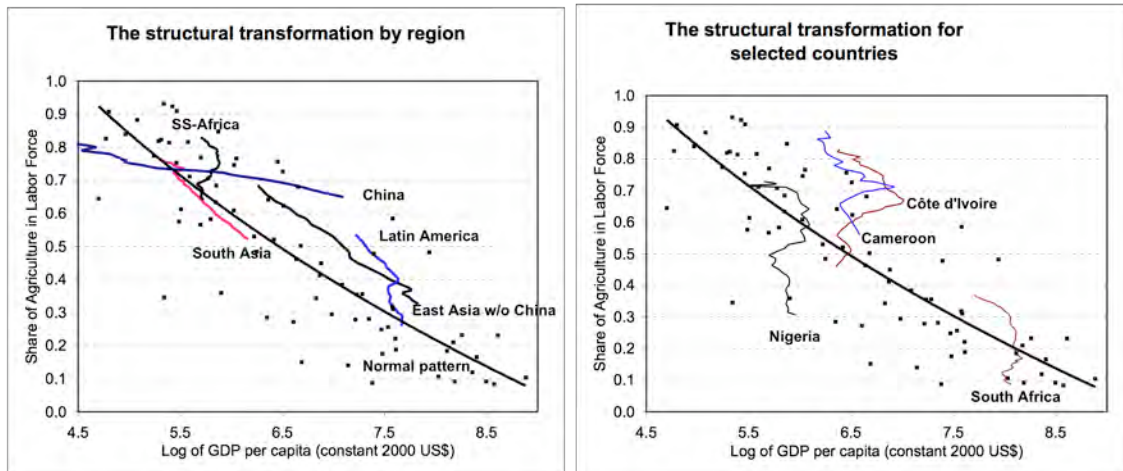 The structural transformation by region
Share of Agriculture in Labor Force
1.0
0.9
0.8
0.7
0.6
0.5
0.4
0.3
0.2
0.1
0.0
SS-Africa
China
Latin America
South Asia
East Asia w/o China
Normal pattern
4.5 5.5 6.5 7.5 8.5
Log of GDP per capita (constant 2000 US$)
The structural transformation for
selected countries
Share of Agriculture in Labor Force
1.0
0.9
0.8
0.7
0.6
0.5
0.4
0.3
0.2
0.1
0.0
Côte d'Ivoire
Cameroon
Nigeria
South Africa
4.5 5.5 6.5 7.5 8.5
Log of GDP per capita (constant 2000 US$)